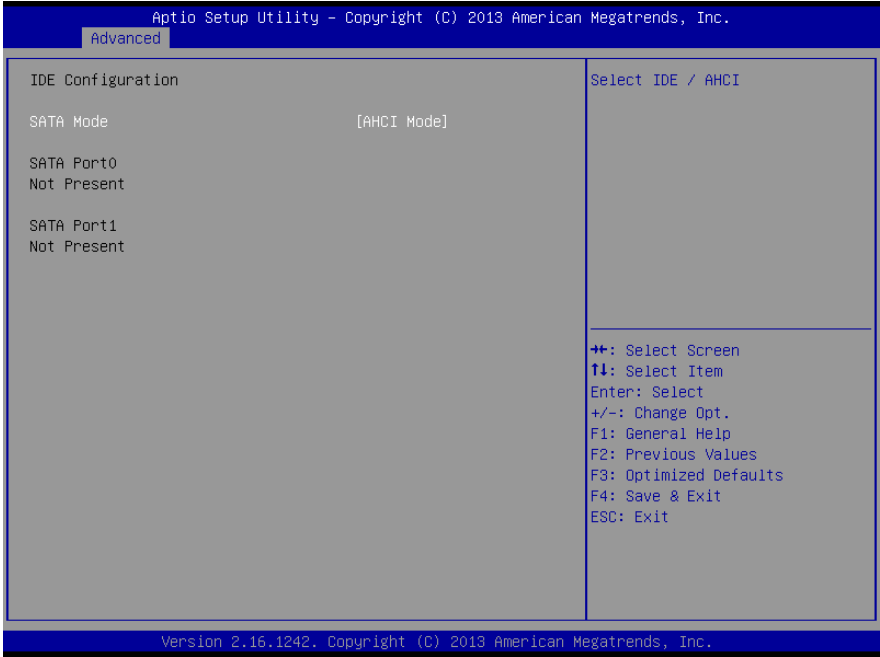 Aptio Setup Utility – Copyright (C) 2013 American Megatrends, Inc.
Advanced
IDE Configuration
SATA Mode [AHCI Mode]
SATA Port0
Not Present
SATA Port1
Not Present
Select IDE / AHCI
→←: Select Screen
↑↓: Select Item
Enter: Select
+/-: Change Opt.
F1: General Help
F2: Previous Values
F3: Optimized Defaults
F4: Save & Exit
ESC: Exit
Version 2.16.1242. Copyright (C) 2013 American Megatrends, Inc.